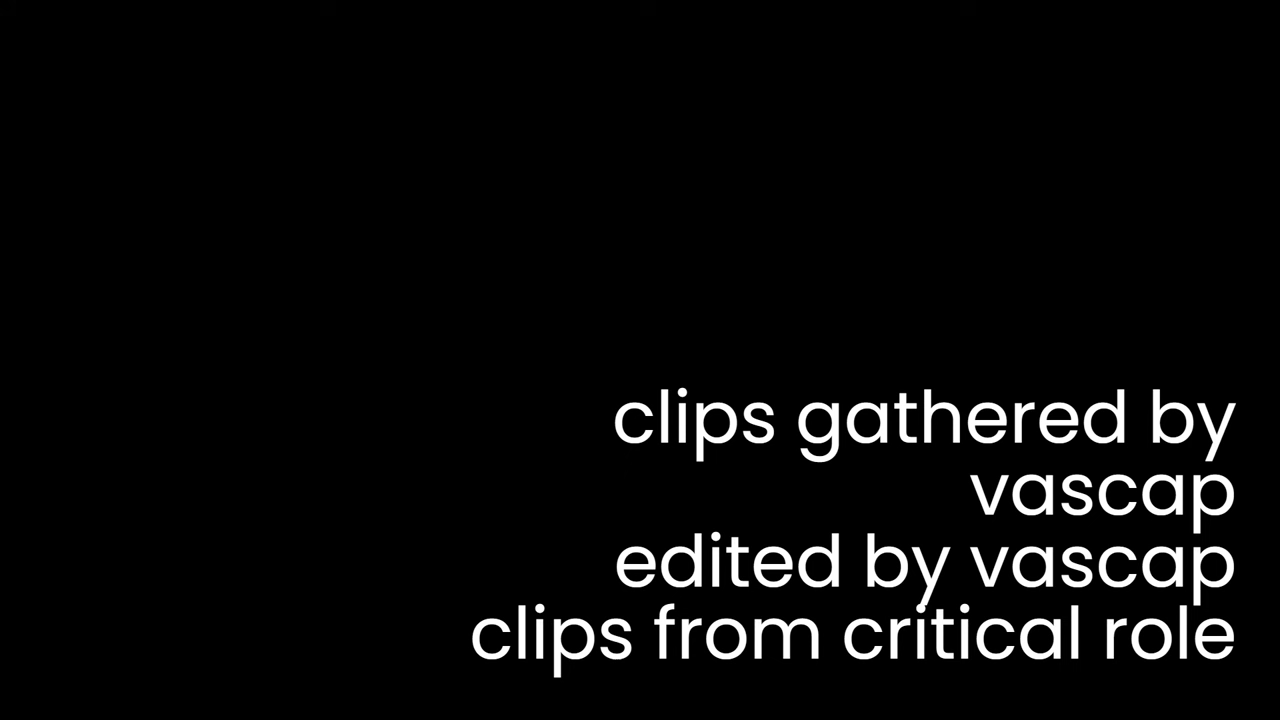 clips gathered by
vascap
edited by vascap
clips from critical role